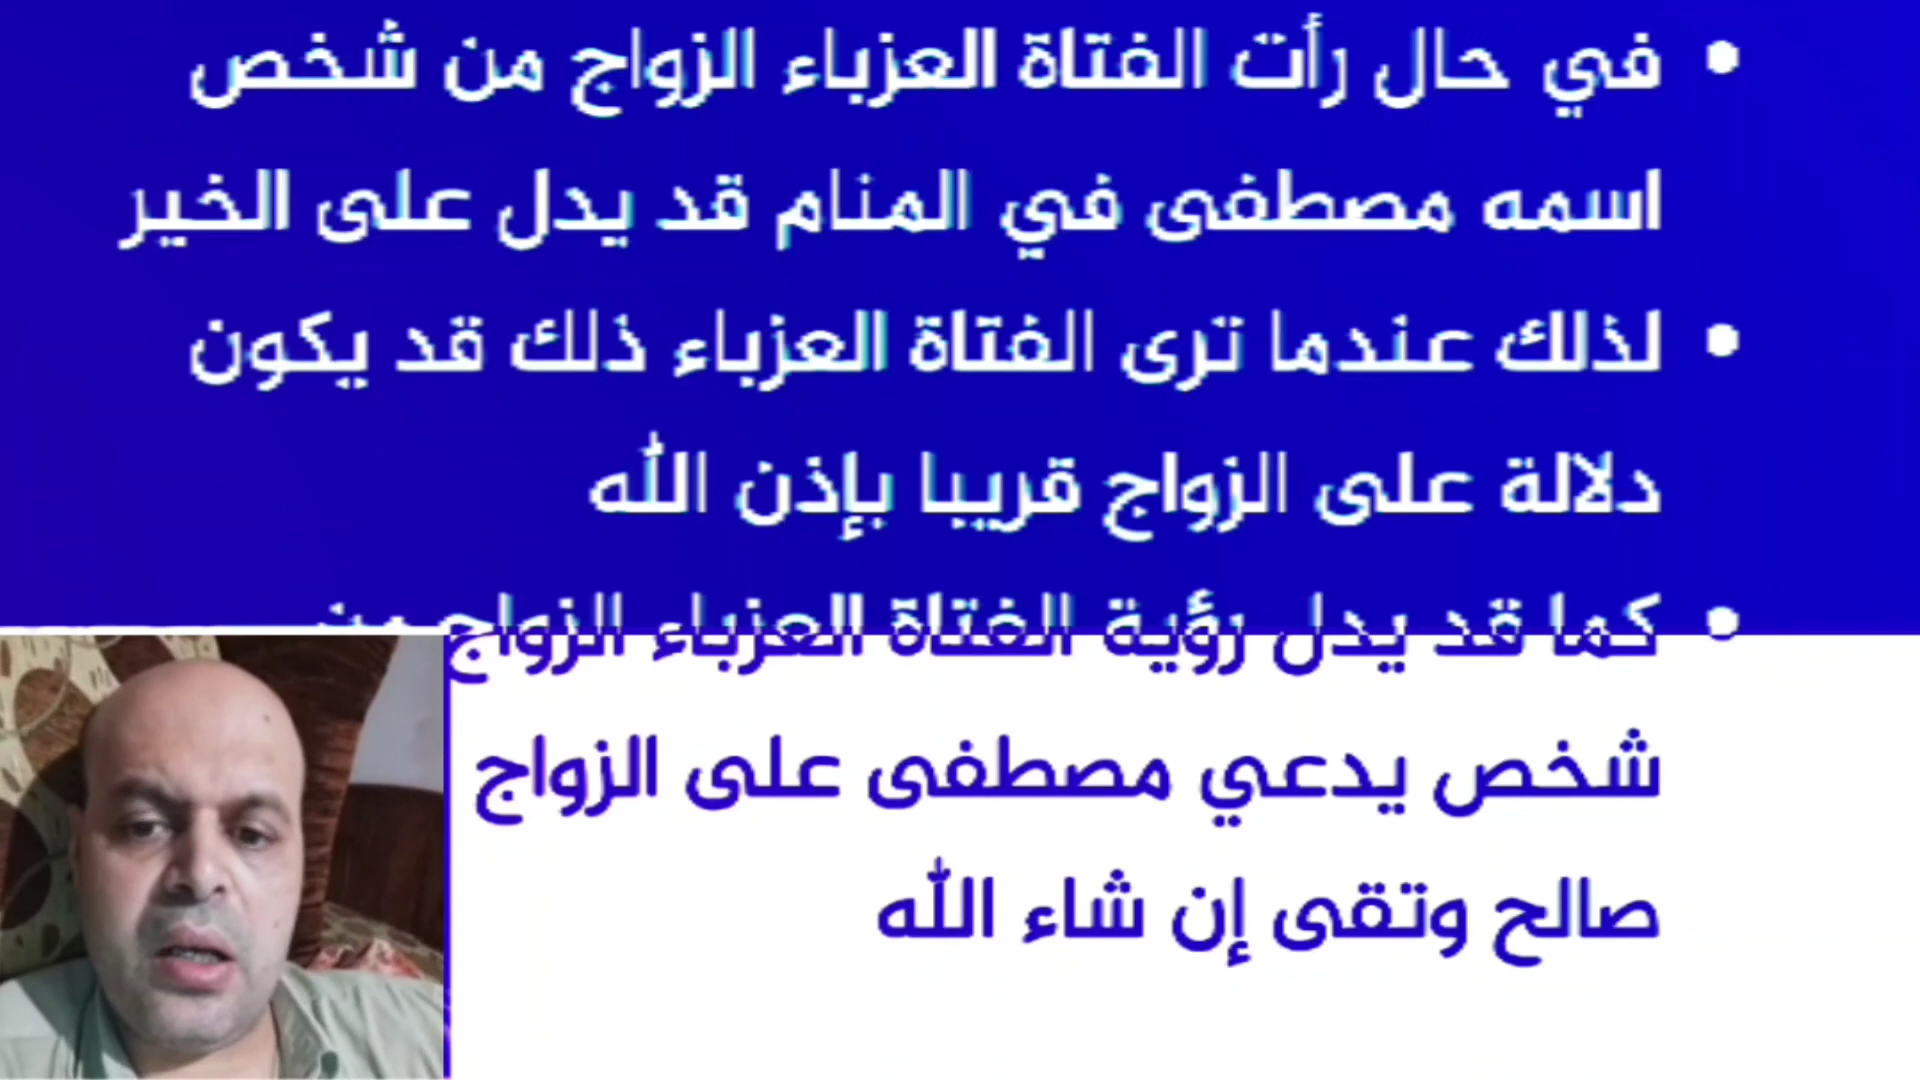 • في حال رأت الفتاة العزباء الزواج من شخص
اسمه مصطفى في المنام قد يدل على الخير
• لذلك عندما ترى الفتاة العزباء ذلك قد يكون
دلالة على الزواج قريبا بإذن الله
• كما قد يدل رؤية الفتاة العزباء الزواج من
شخص يدعي مصطفى على الزواج
صالح وتقى إن شاء الله